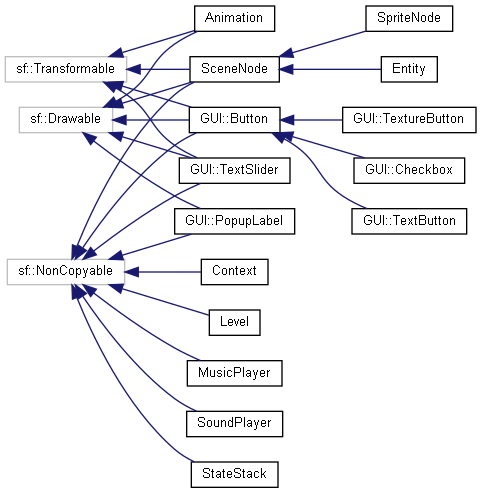 Animation
SpriteNode
sf::Transformable
SceneNode
Entity
sf::Drawable
GUI::Button
GUI::TextureButton
GUI::TextSlider
GUI::Checkbox
GUI::PopupLabel
GUI::TextButton
sf::NonCopyable
Context
Level
MusicPlayer
SoundPlayer
StateStack